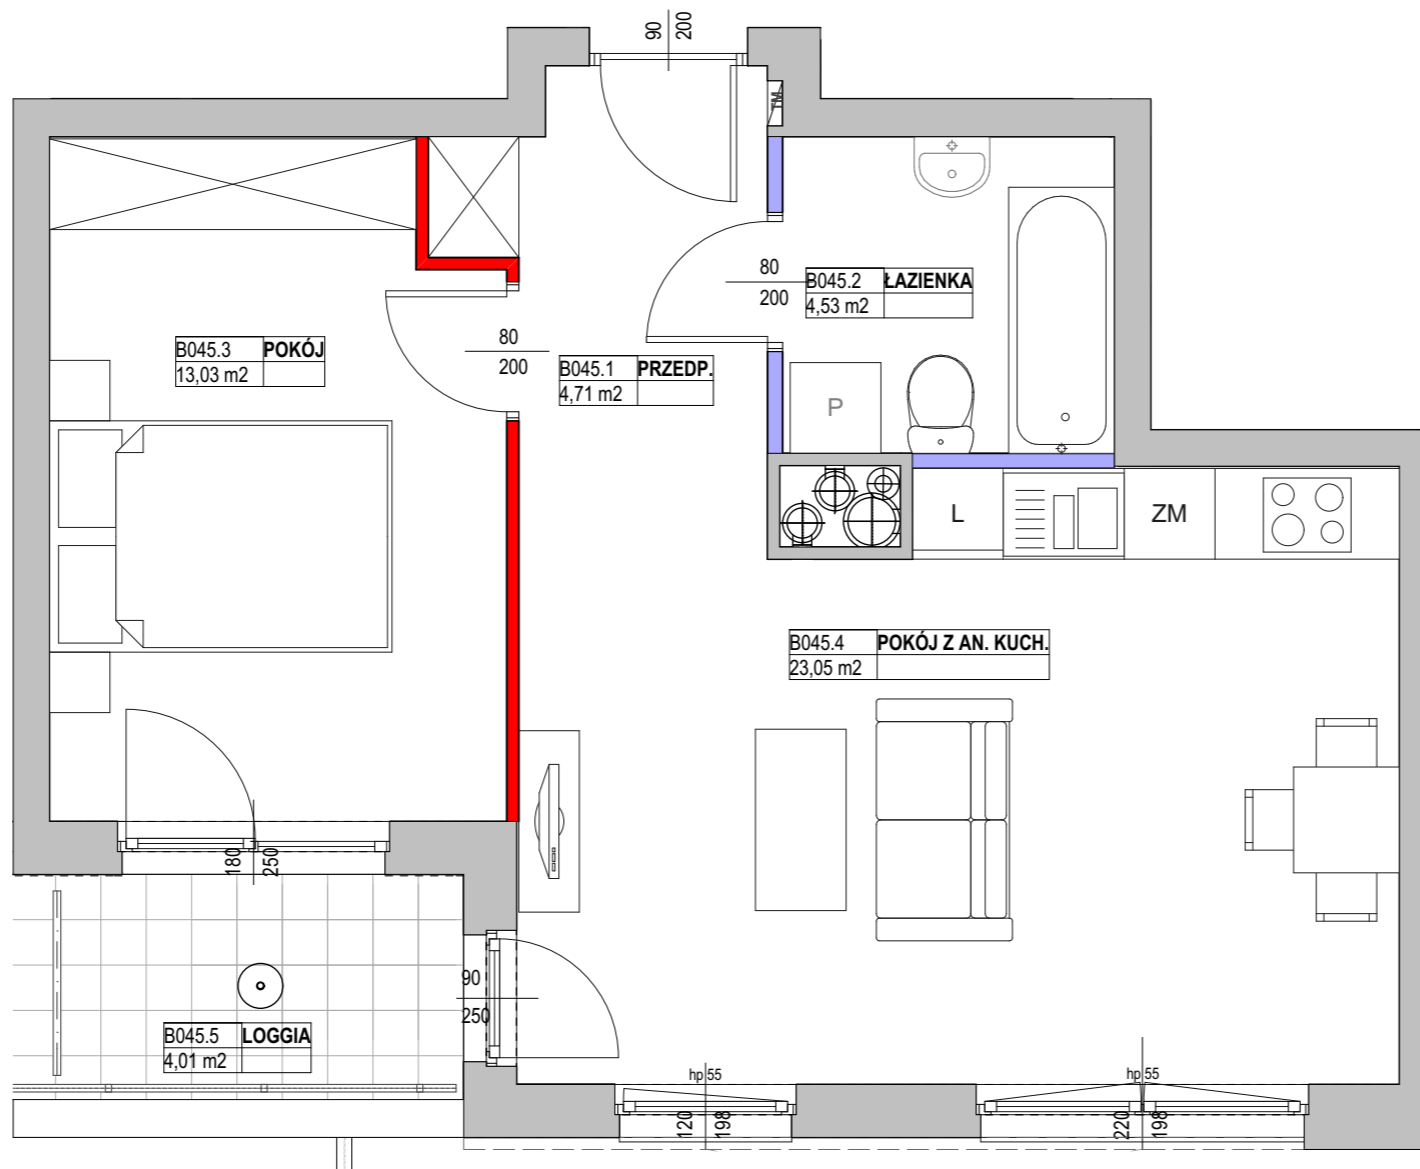 90
200
TM
80
200
B045.2 ŁAZIENKA
4,53 m2
B045.3 POKÓJ
13,03 m2
80
200
B045.1 PRZEDP.
4,71 m2
P
L
ZM
B045.4 POKÓJ Z AN. KUCH.
23,05 m2
180
250
90
250
B045.5 LOGGIA
4,01 m2
hp 55
120
198
hp 55
220
198